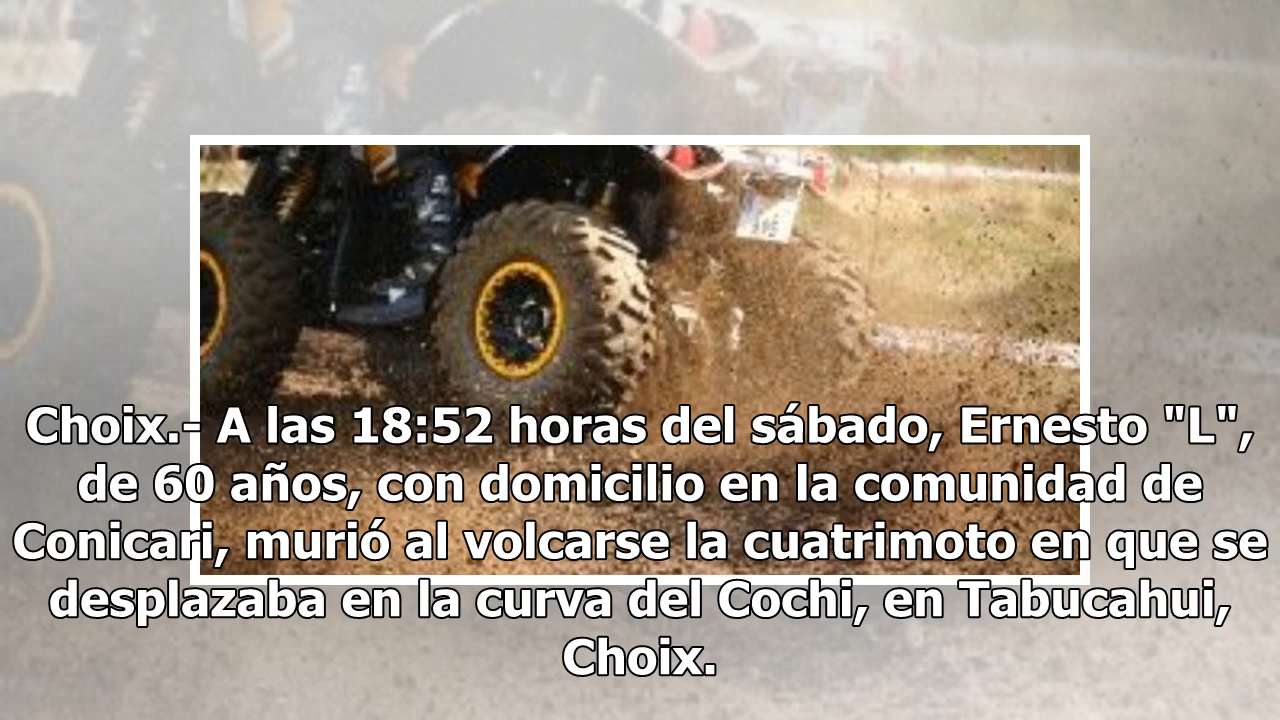 Choix.- A las 18:52 horas del sábado, Ernesto "L",
de 60 años, con domicilio en la comunidad de
Conicari, murió al volcarse la cuatrimoto en que se
desplazaba en la curva del Cochi, en Tabucahui,
Choix.